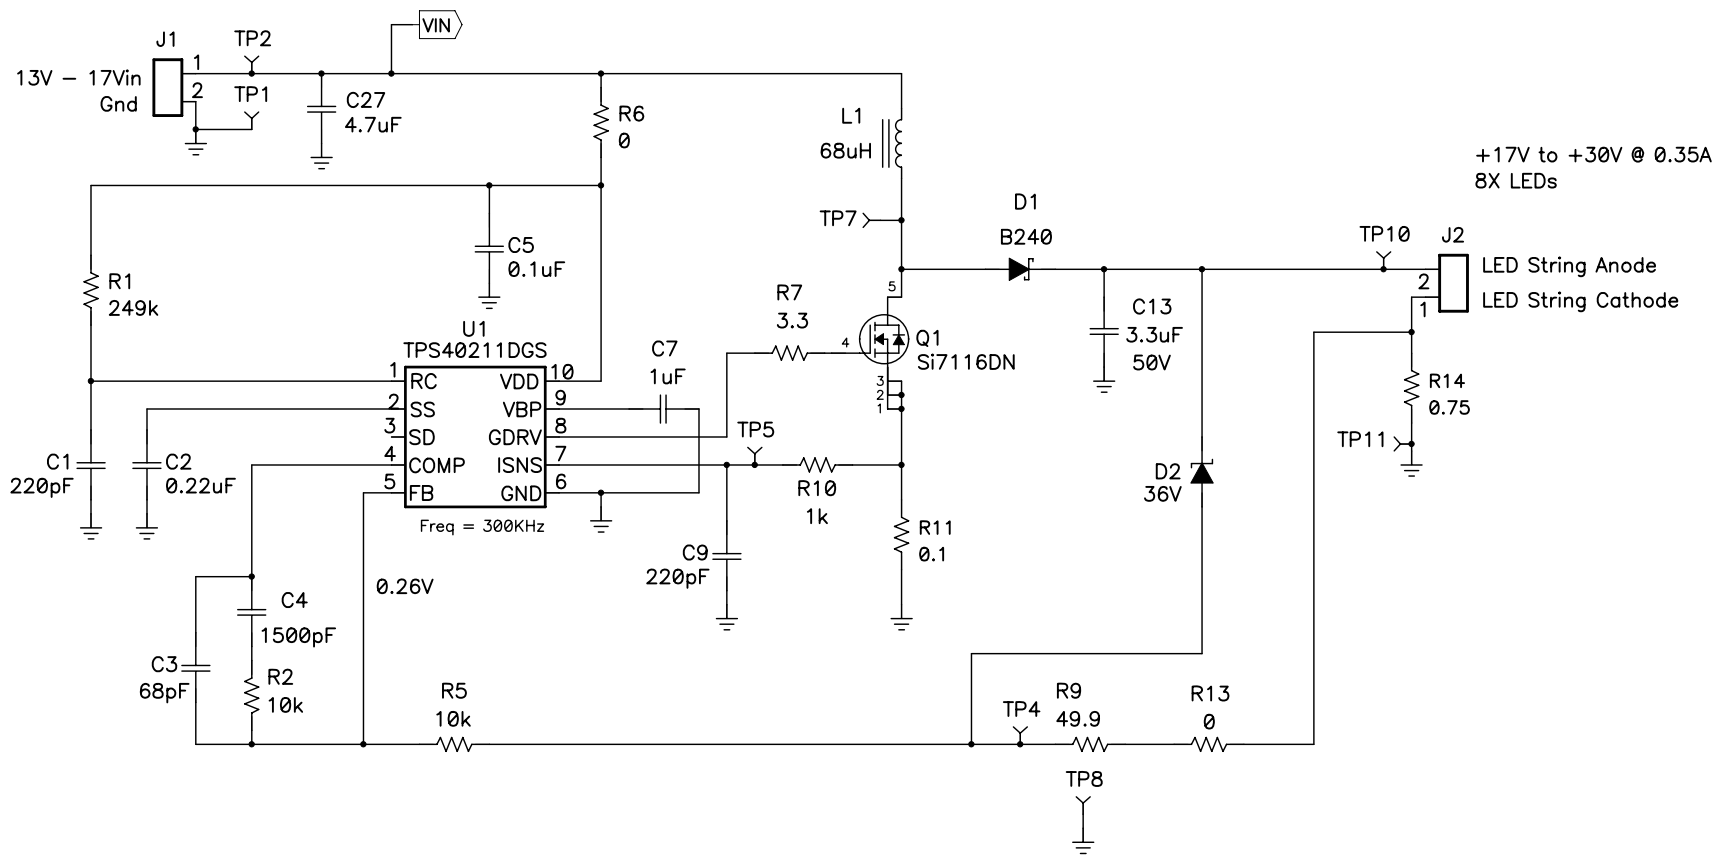 VIN
J1
TP2
1
13V – 17Vin
2
TP1
Gnd
C27
4.7uF
R6
0
L1
68uH
+17V to +30V @ 0.35A
8X LEDs
TP7
D1
B240
TP10
J2
LED String Anode
2
LED String Cathode
1
C5
0.1uF
R1
249k
R7
3.3
5
4
Q1
Si7116DN
3
2
1
C13
3.3uF
50V
U1
TPS40211DGS
C7
1uF
1 RC VDD 10
2 SS VBP 9
3 SD GDRV 8
4 COMP ISNS 7
5 FB GND 6
Freq = 300KHz
R14
0.75
TP11
TP5
C1
220pF
C2
0.22uF
R10
1k
D2
36V
R11
0.1
C9
220pF
0.26V
C4
1500pF
C3
68pF
R2
10k
R5
10k
TP4
R9
49.9
R13
0
TP8